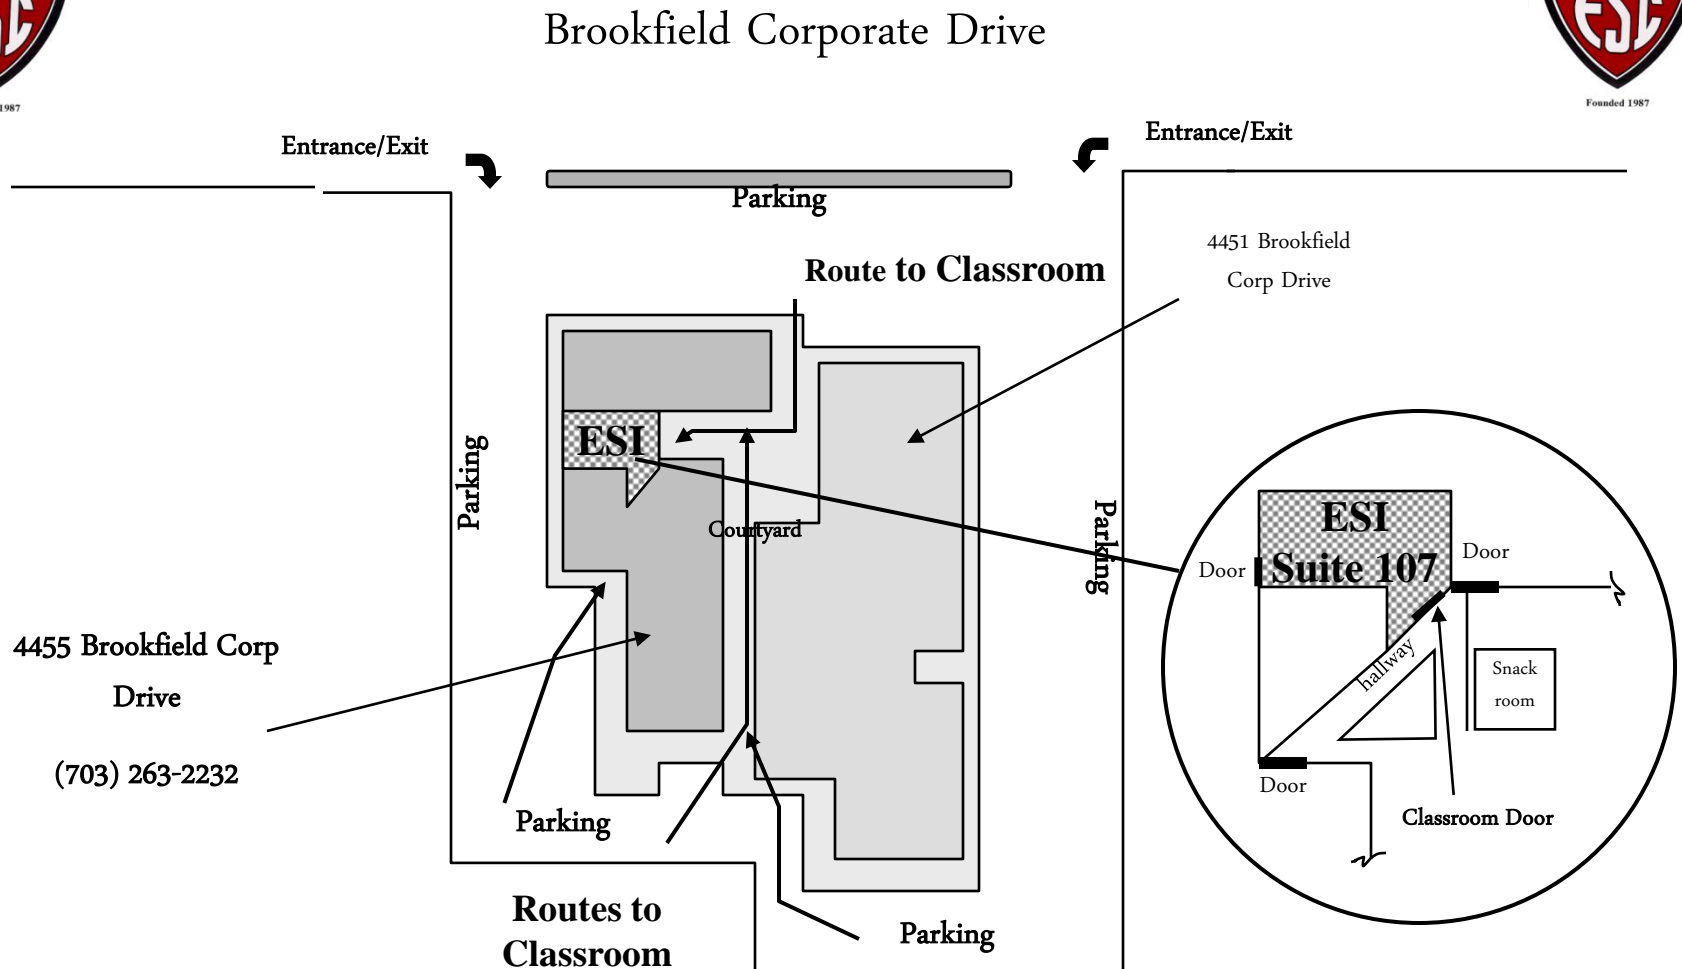 Brookfield Corporate Drive
ESC
1987
Founded 1987
Entrance/Exit
Entrance/Exit
Parking
4451 Brookfield
Corp Drive
Route to Classroom
ESI
Parking
Courtyard
Parking
ESI
Suite 107
Door
Door
hallway
Snack
room
Door
Classroom Door
4455 Brookfield Corp
Drive
(703) 263-2232
Parking
Routes to
Classroom
Parking